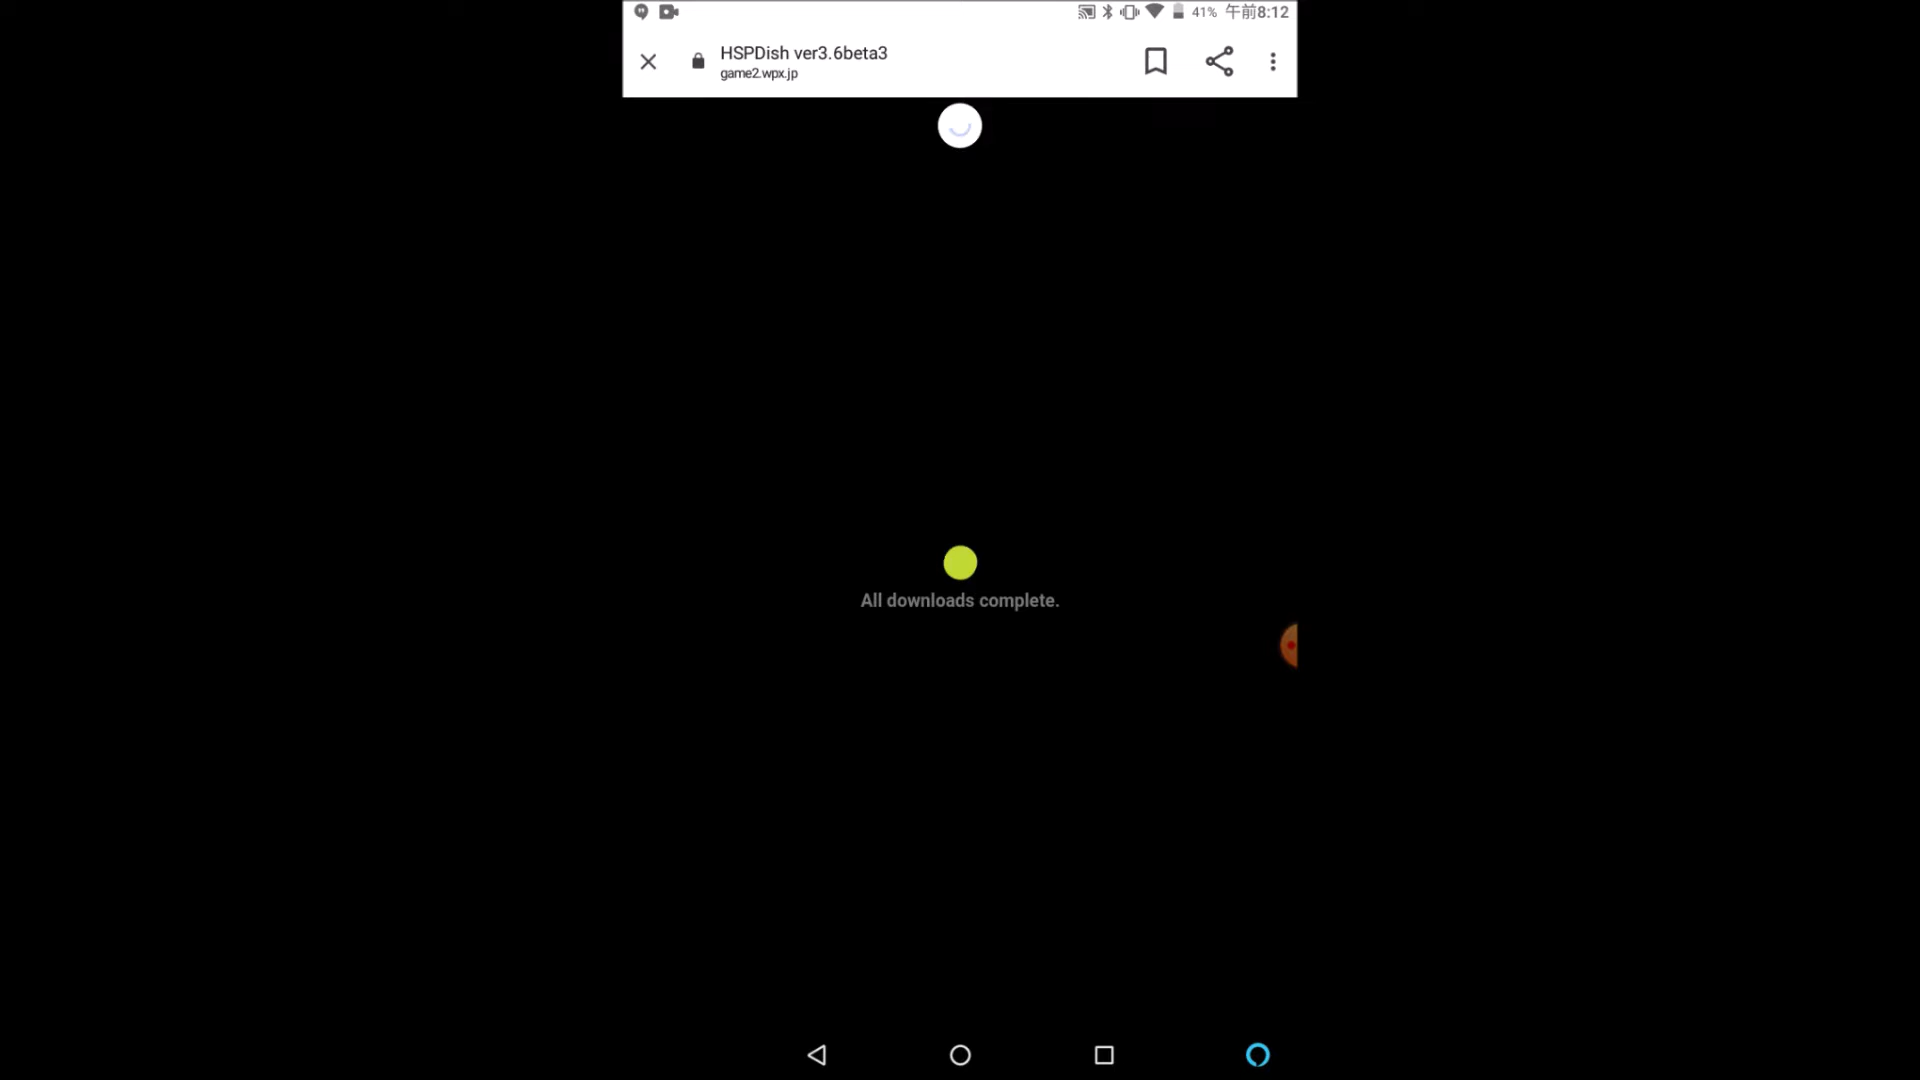 41% 午前8:12
HSPDish ver3.6beta3
game2.wpx.jp
All downloads complete.